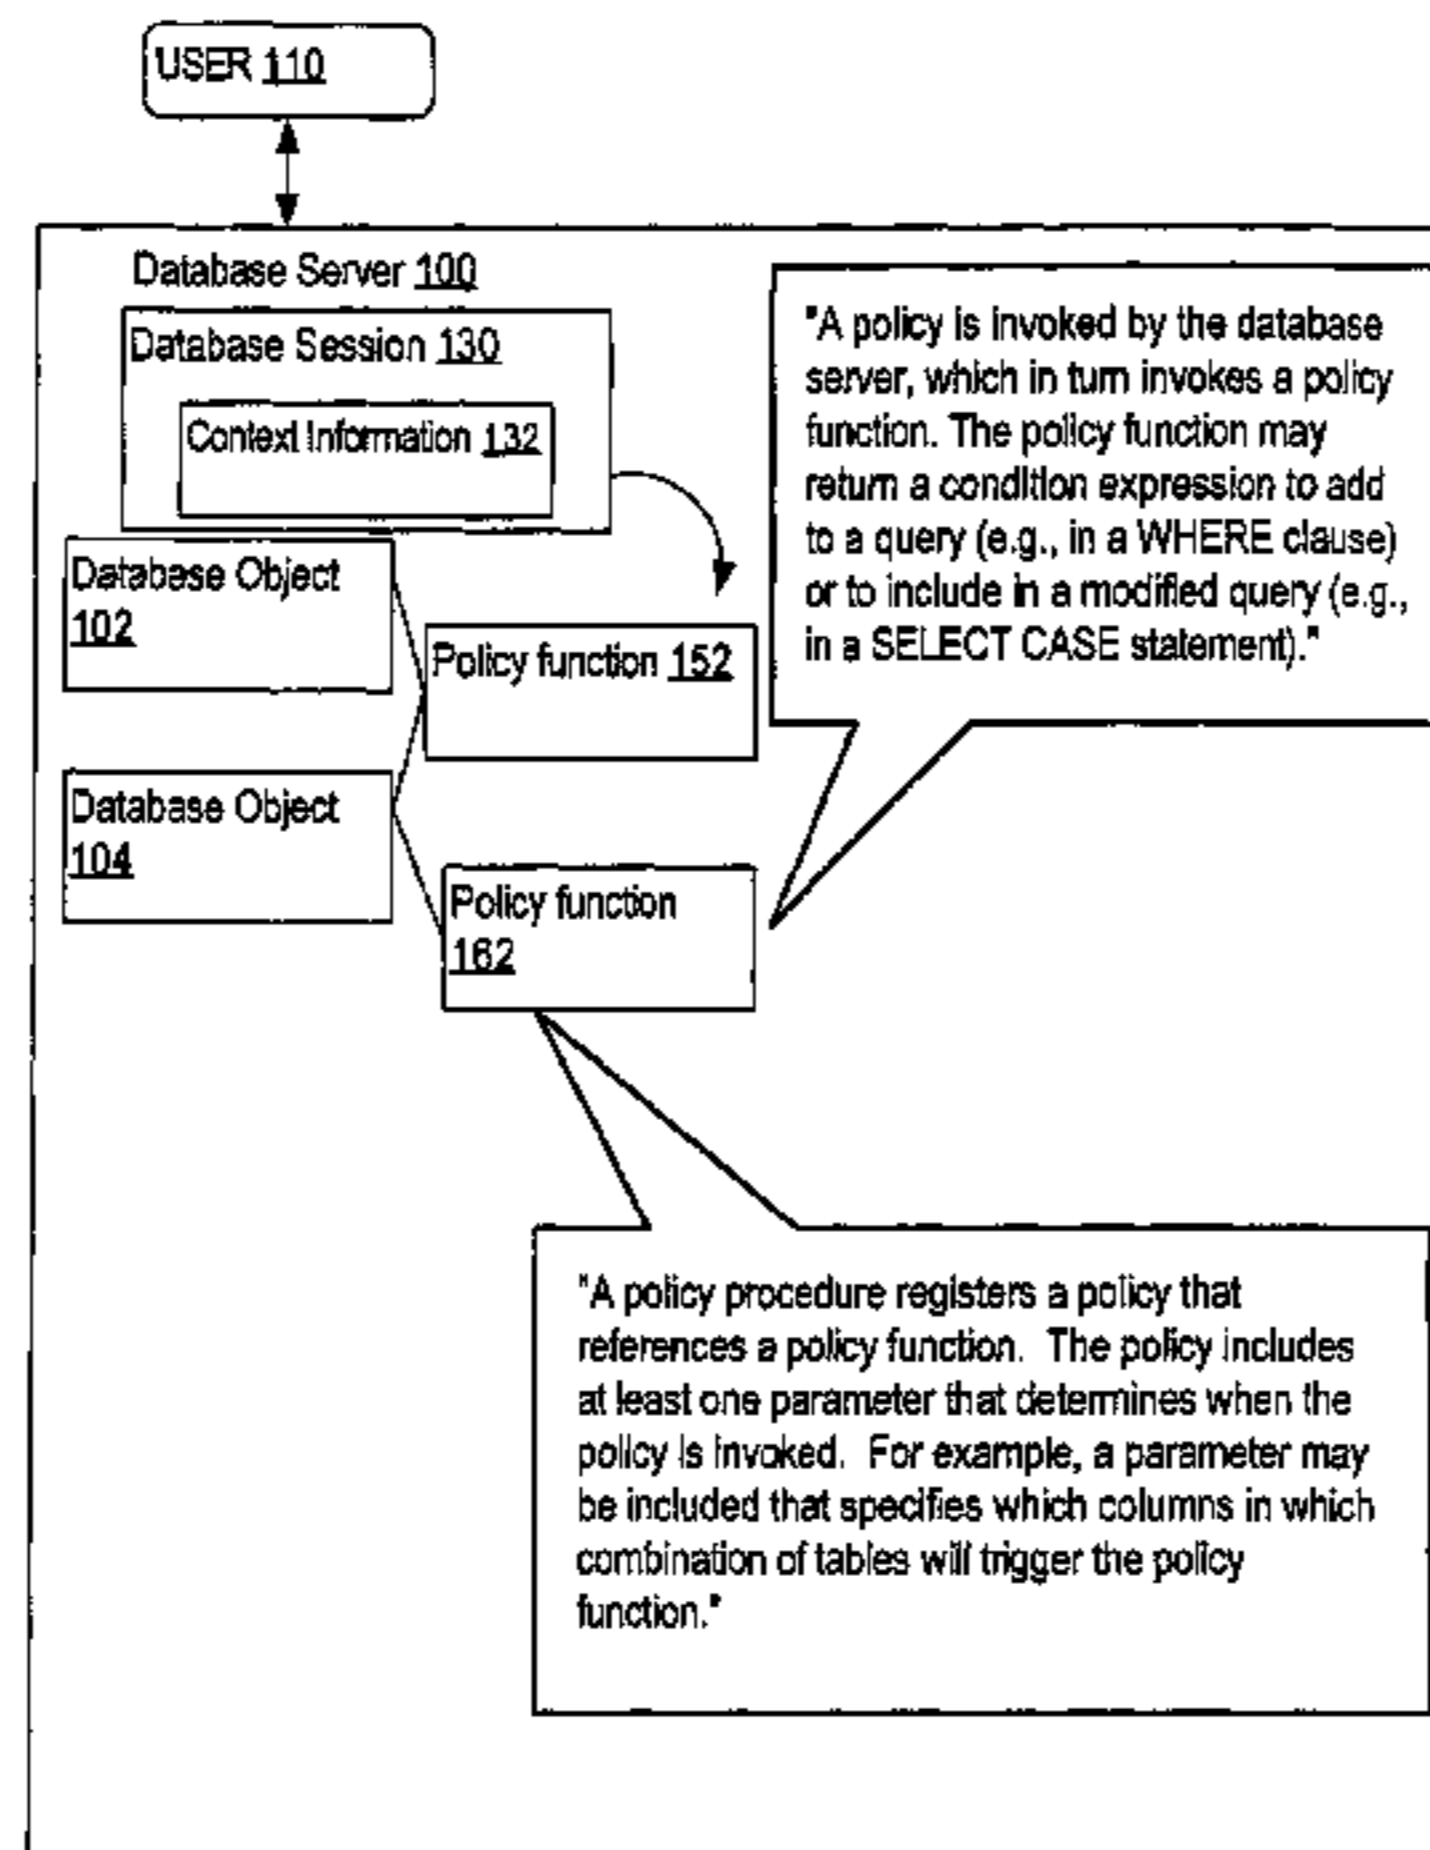 USER 110
Database Server 100
Database Session 130
Context Information 132
"A policy is invoked by the database
server, which in turn invokes a policy
function. The policy function may
return a condition expression to add
to a query (e.g., in a WHERE clause)
or to include in a modified query (e.g.,
in a SELECT CASE statement)."
Database Object
102
Policy function 152
Database Object
104
Policy function
162
"A policy procedure registers a policy that
references a policy function. The policy includes
at least one parameter that determines when the
policy is invoked. For example, a parameter may
be included that specifies which columns in which
combination of tables will trigger the policy
function."